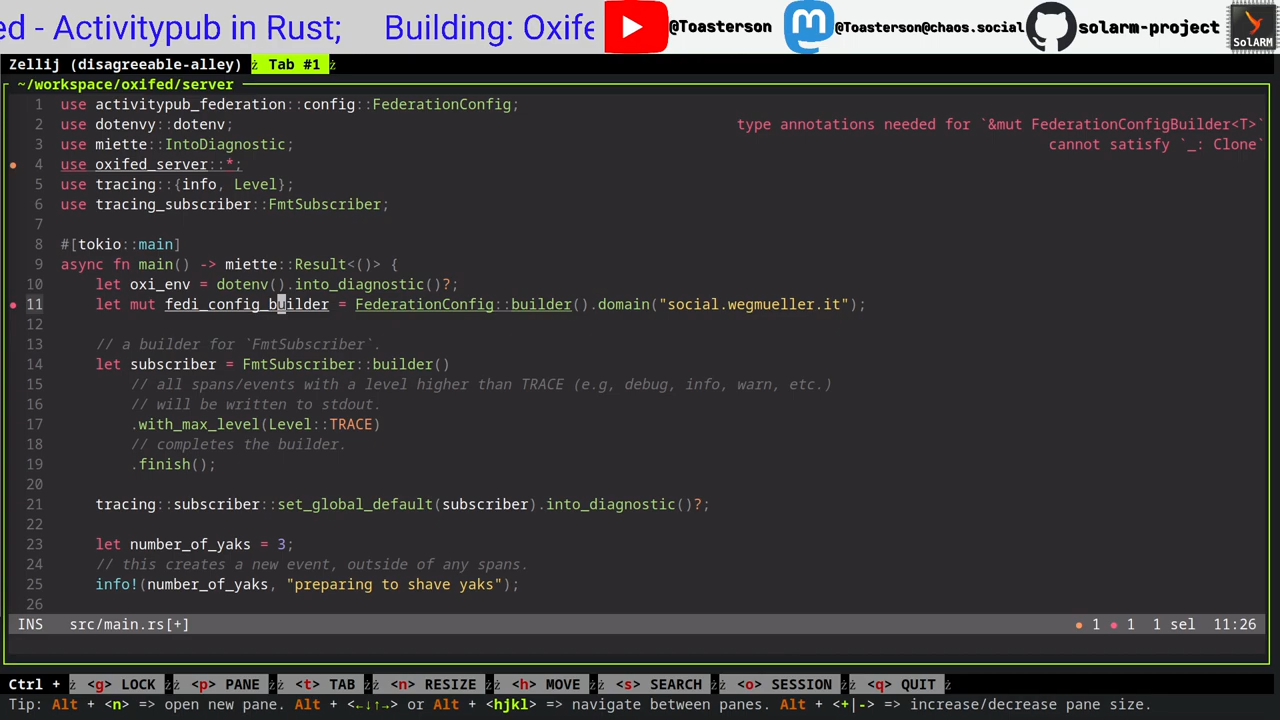 ed - Activitypub in Rust;     Building: Oxife
@Toasterson
@Toasterson@chaos.social
solarm-project
SolARM
Zellij (disagreeable-alley)  Tab #1
~/workspace/oxifed/server
1 use activitypub_federation::config::FederationConfig;
2 use dotenvy::dotenv;
type annotations needed for `&mut FederationConfigBuilder<T>`
3 use miette::IntoDiagnostic;
cannot satisfy `_: Clone`
4 use oxifed_server::*;
5 use tracing::{info, Level};
6 use tracing_subscriber::FmtSubscriber;
7
8 #[tokio::main]
9 async fn main() -> miette::Result<()> {
10     let oxi_env = dotenv().into_diagnostic()?;
11     let mut fedi_config_builder = FederationConfig::builder().domain("social.wegmueller.it");
12
13     // a builder for `FmtSubscriber`.
14     let subscriber = FmtSubscriber::builder()
15         // all spans/events with a level higher than TRACE (e.g, debug, info, warn, etc.)
16         // will be written to stdout.
17         .with_max_level(Level::TRACE)
18         // completes the builder.
19         .finish();
20
21     tracing::subscriber::set_global_default(subscriber).into_diagnostic()?;
22
23     let number_of_yaks = 3;
24     // this creates a new event, outside of any spans.
25     info!(number_of_yaks, "preparing to shave yaks");
26
INS   src/main.rs[+]   ● 1 ● 1  1 sel  11:26
Ctrl +  <g> LOCK  <p> PANE  <t> TAB  <n> RESIZE  <h> MOVE  <s> SEARCH  <o> SESSION  <q> QUIT
Tip: Alt + <n> => open new pane. Alt + <←↓↑→> or Alt + <hjkl> => navigate between panes. Alt + <+|-> => increase/decrease pane size.